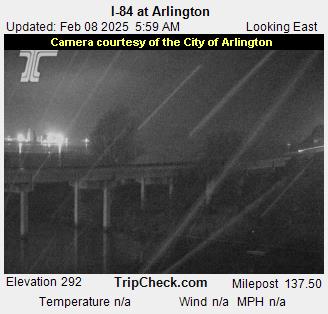 I-84 at Arlington
Updated: Feb 08 2025 5:59 AM Looking East
Camera courtesy of the City of Arlington
Elevation 292 TripCheck.com Milepost 137.50
Temperature n/a Wind n/a MPH n/a